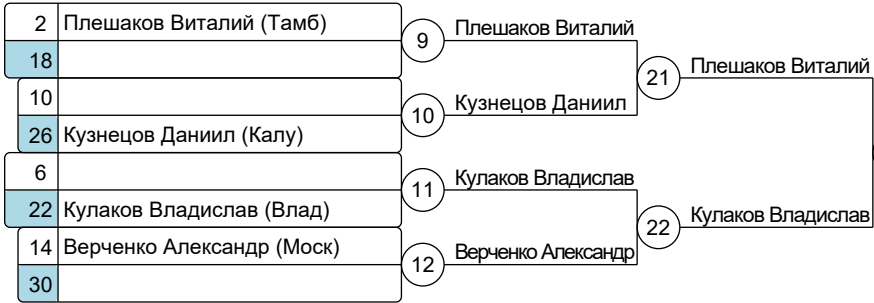 2 Плешаков Виталий (Тамб)
18
9
Плешаков Виталий
10
26 Кузнецов Даниил (Калу)
10
Кузнецов Даниил
21
Плешаков Виталий
6
22 Кулаков Владислав (Влад)
11
Кулаков Владислав
14 Верченко Александр (Моск)
30
12
Верченко Александр
22
Кулаков Владислав